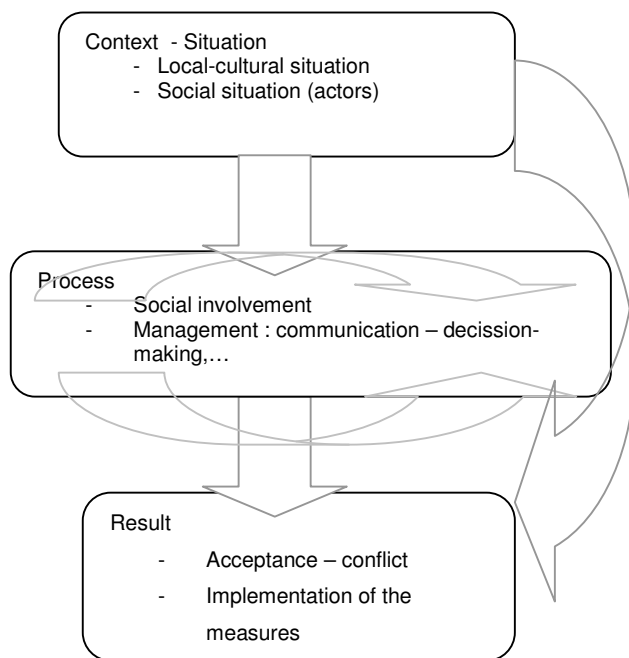 Context - Situation
- Local-cultural situation
- Social situation (actors)
Process
- Social involvement
- Management : communication – decission-
making,…
Result
- Acceptance – conflict
- Implementation of the
measures